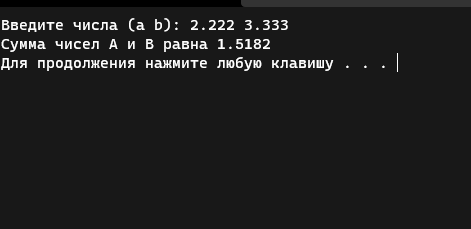 Введите числа (a b): 2.222 3.333
Сумма чисел A и B равна 1.5182
Для продолжения нажмите любую клавишу . . .